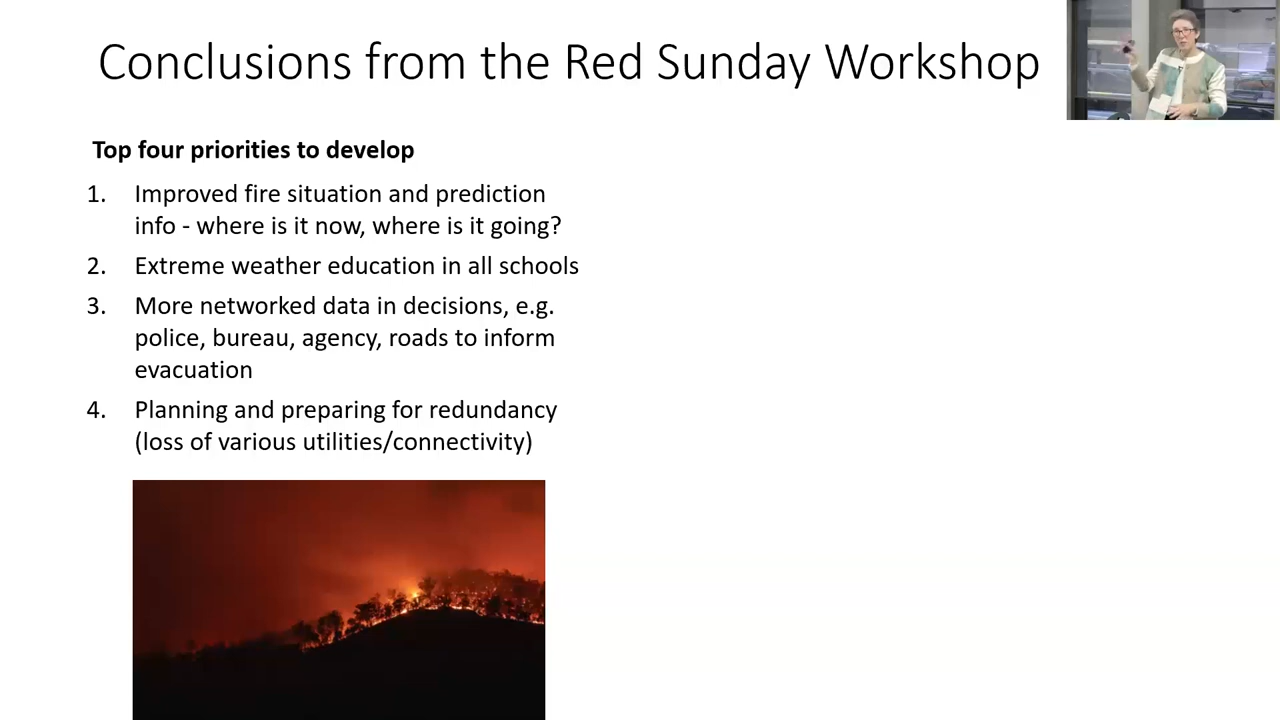 Conclusions from the Red Sunday Workshop
Top four priorities to develop
1. Improved fire situation and prediction
info - where is it now, where is it going?
2. Extreme weather education in all schools
3. More networked data in decisions, e.g.
police, bureau, agency, roads to inform
evacuation
4. Planning and preparing for redundancy
(loss of various utilities/connectivity)